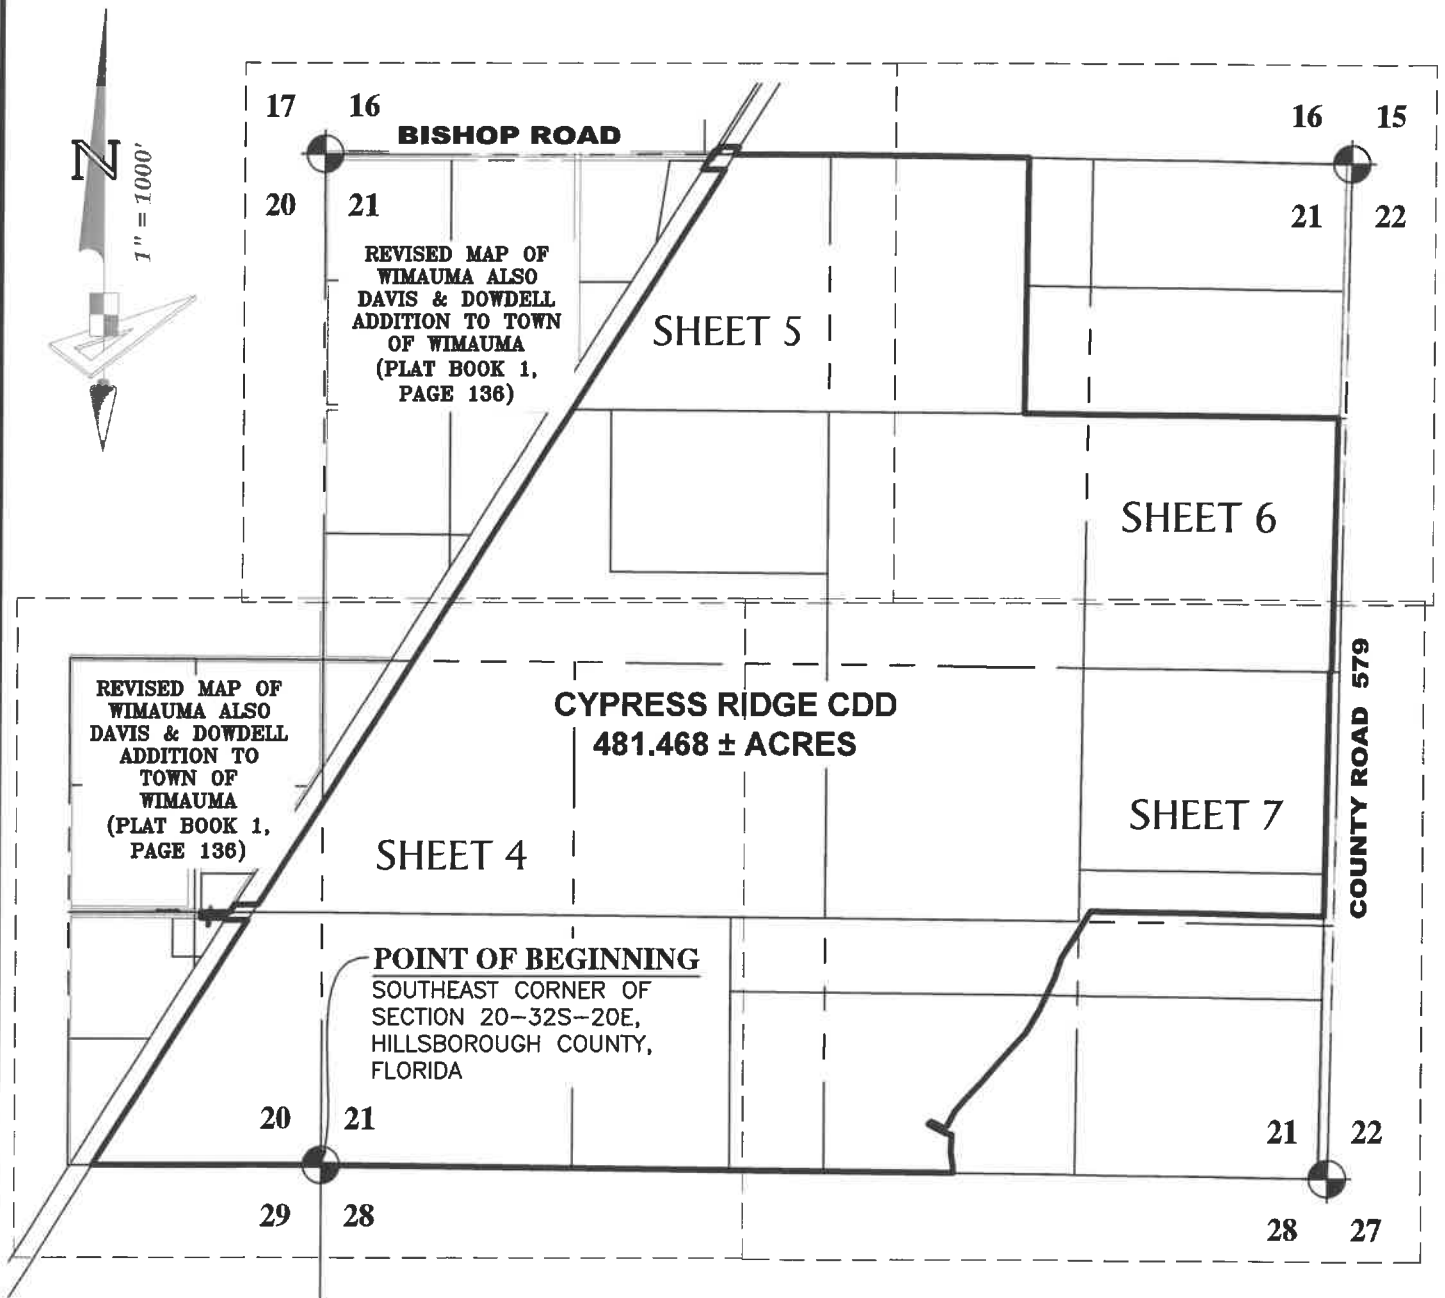 17 16
BISHOP ROAD
16 15
N
1" = 1000'
20 21
21 22
REVISED MAP OF
WIMAUMA ALSO
DAVIS & DOWDELL
ADDITION TO TOWN
OF WIMAUMA
(PLAT BOOK 1,
PAGE 136)
SHEET 5
SHEET 6
REVISED MAP OF
WIMAUMA ALSO
DAVIS & DOWDELL
ADDITION TO
TOWN OF
WIMAUMA
(PLAT BOOK 1,
PAGE 136)
CYPRESS RIDGE CDD
481.468 ± ACRES
COUNTY ROAD 579
SHEET 7
SHEET 4
POINT OF BEGINNING
SOUTHEAST CORNER OF
SECTION 20-32S-20E,
HILLSBOROUGH COUNTY,
FLORIDA
20 21
21 22
29 28
28 27